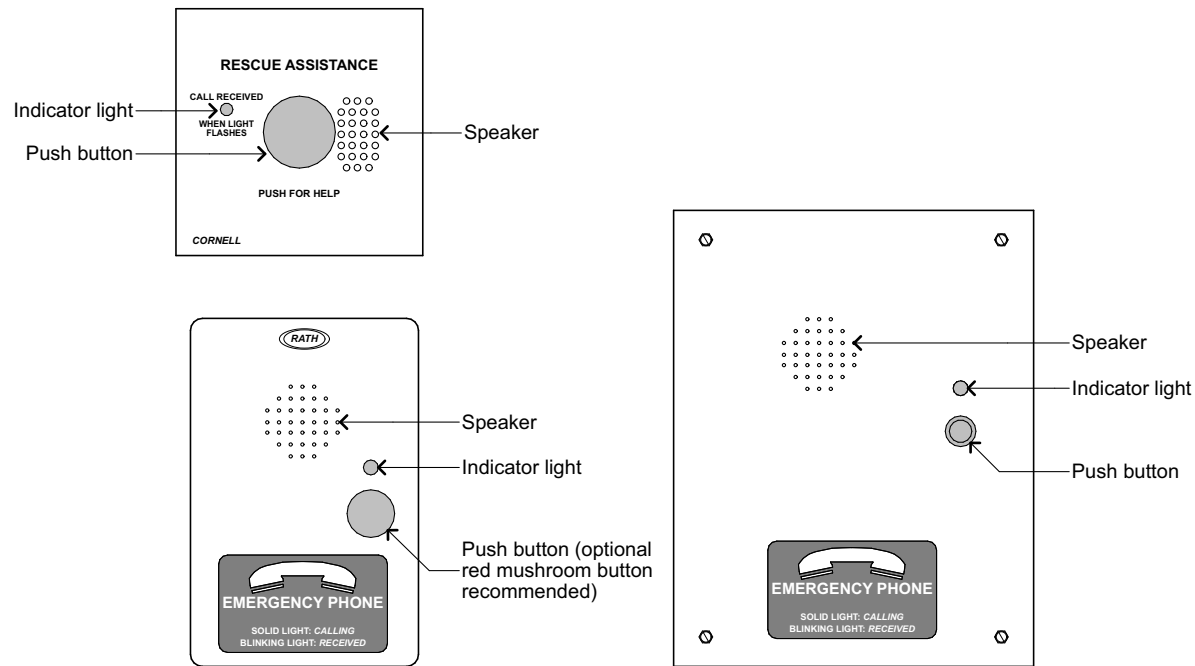 RESCUE ASSISTANCE
CALL RECEIVED
Indicator light
WHEN LIGHT
FLASHES
Speaker
Push button
PUSH FOR HELP
CORNELL
RATH
Speaker
Indicator light
Push button (optional
red mushroom button
recommended)
EMERGENCY PHONE
SOLID LIGHT: CALLING
BLINKING LIGHT: RECEIVED
Speaker
Indicator light
Push button
EMERGENCY PHONE
SOLID LIGHT: CALLING
BLINKING LIGHT: RECEIVED